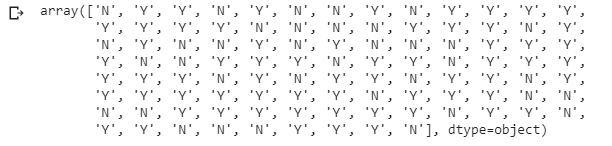 array(['N', 'Y', 'Y', 'N', 'Y', 'N', 'N', 'Y', 'N', 'Y', 'Y', 'Y', 'Y',
'Y', 'Y', 'Y', 'Y', 'N', 'N', 'N', 'Y', 'Y', 'N', 'Y', 'N', 'Y',
'N', 'Y', 'N', 'N', 'Y', 'N', 'Y', 'N', 'N', 'N', 'Y', 'N', 'Y',
'Y', 'N', 'N', 'Y', 'Y', 'N', 'Y', 'Y', 'N', 'Y', 'N', 'N', 'Y',
'Y', 'Y', 'Y', 'N', 'Y', 'N', 'Y', 'Y', 'N', 'Y', 'Y', 'N', 'Y',
'Y', 'Y', 'Y', 'Y', 'Y', 'Y', 'Y', 'N', 'Y', 'Y', 'Y', 'N', 'N',
'N', 'N', 'Y', 'Y', 'Y', 'Y', 'Y', 'Y', 'Y', 'N', 'Y', 'Y', 'N',
'Y', 'Y', 'N', 'N', 'N', 'Y', 'Y', 'Y', 'N'], dtype=object)